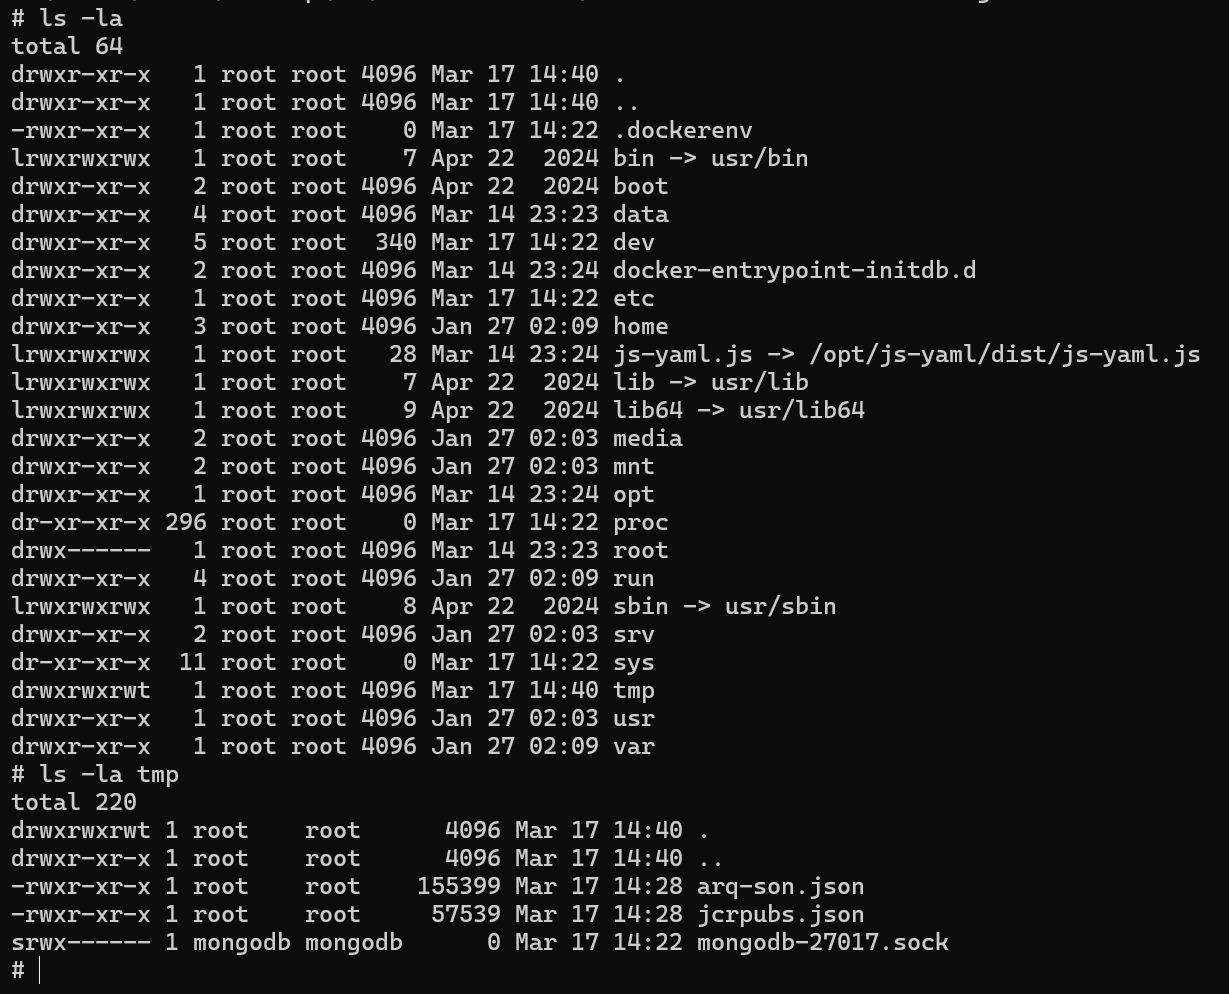 # ls -la
total 64
drwxr-xr-x   1 root root 4096 Mar 17 14:40 .
drwxr-xr-x   1 root root 4096 Mar 17 14:40 ..
-rwxr-xr-x   1 root root    0 Mar 17 14:22 .dockerenv
lrwxrwxrwx   1 root root    7 Apr 22  2024 bin -> usr/bin
drwxr-xr-x   2 root root 4096 Apr 22  2024 boot
drwxr-xr-x   4 root root 4096 Mar 14 23:23 data
drwxr-xr-x   5 root root  340 Mar 17 14:22 dev
drwxr-xr-x   2 root root 4096 Mar 14 23:24 docker-entrypoint-initdb.d
drwxr-xr-x   1 root root 4096 Mar 17 14:22 etc
drwxr-xr-x   3 root root 4096 Jan 27 02:09 home
lrwxrwxrwx   1 root root   28 Mar 14 23:24 js-yaml.js -> /opt/js-yaml/dist/js-yaml.js
lrwxrwxrwx   1 root root    7 Apr 22  2024 lib -> usr/lib
lrwxrwxrwx   1 root root    9 Apr 22  2024 lib64 -> usr/lib64
drwxr-xr-x   2 root root 4096 Jan 27 02:03 media
drwxr-xr-x   2 root root 4096 Jan 27 02:03 mnt
drwxr-xr-x   1 root root 4096 Mar 14 23:24 opt
dr-xr-xr-x 296 root root    0 Mar 17 14:22 proc
drwx------   1 root root 4096 Mar 14 23:23 root
drwxr-xr-x   4 root root 4096 Jan 27 02:09 run
lrwxrwxrwx   1 root root    8 Apr 22  2024 sbin -> usr/sbin
drwxr-xr-x   2 root root 4096 Jan 27 02:03 srv
dr-xr-xr-x  11 root root    0 Mar 17 14:22 sys
drwxrwxrwt   1 root root 4096 Mar 17 14:40 tmp
drwxr-xr-x   1 root root 4096 Jan 27 02:03 usr
drwxr-xr-x   1 root root 4096 Jan 27 02:09 var
# ls -la tmp
total 220
drwxrwxrwt 1 root    root      4096 Mar 17 14:40 .
drwxr-xr-x 1 root    root      4096 Mar 17 14:40 ..
-rwxr-xr-x 1 root    root    155399 Mar 17 14:28 arq-son.json
-rwxr-xr-x 1 root    root     57539 Mar 17 14:28 jcrpubs.json
srwx------ 1 mongodb mongodb      0 Mar 17 14:22 mongodb-27017.sock
#